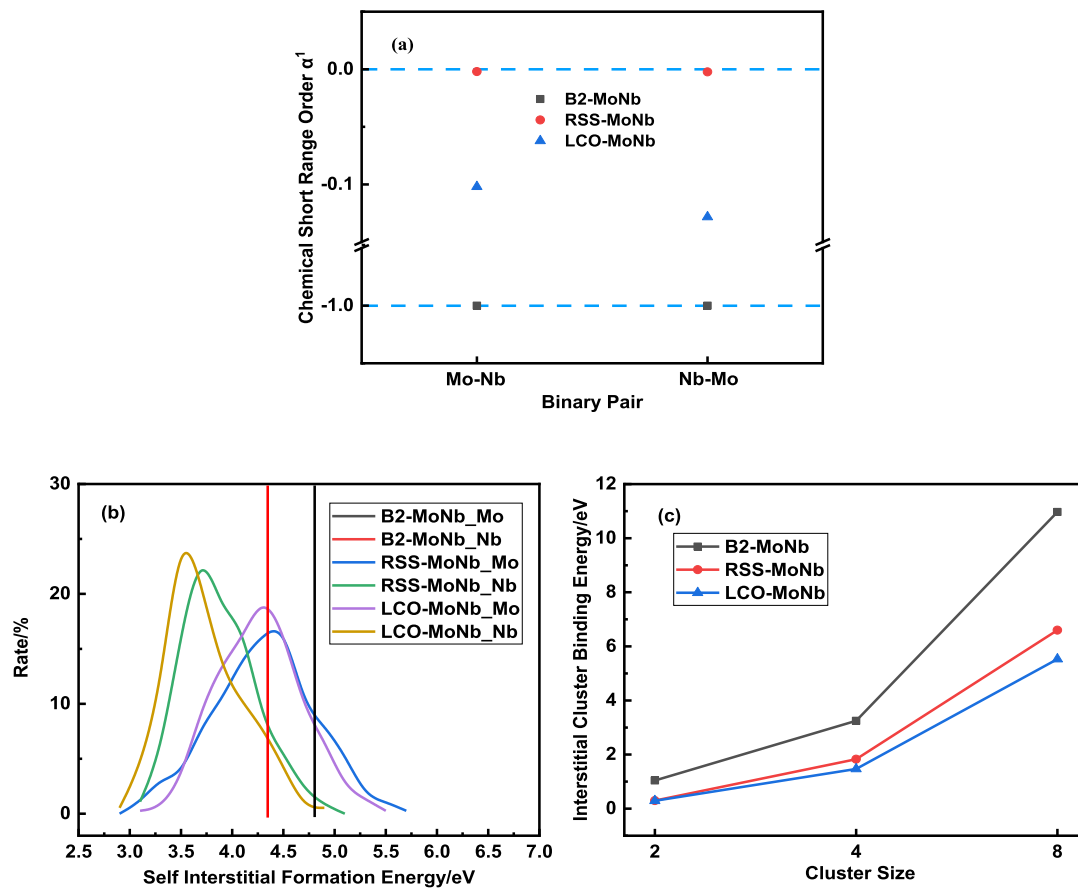 (a)
Chemical Short Range Order α¹
0.0
-0.1
-1.0
B2-MoNb
RSS-MoNb
LCO-MoNb
Mo-Nb
Nb-Mo
Binary Pair
(b)
Rate/%
30
20
10
0
B2-MoNb_Mo
B2-MoNb_Nb
RSS-MoNb_Mo
RSS-MoNb_Nb
LCO-MoNb_Mo
LCO-MoNb_Nb
2.5 3.0 3.5 4.0 4.5 5.0 5.5 6.0 6.5 7.0
Self Interstitial Formation Energy/eV
(c)
Interstitial Cluster Binding Energy/eV
12
10
8
6
4
2
0
B2-MoNb
RSS-MoNb
LCO-MoNb
2 4 8
Cluster Size